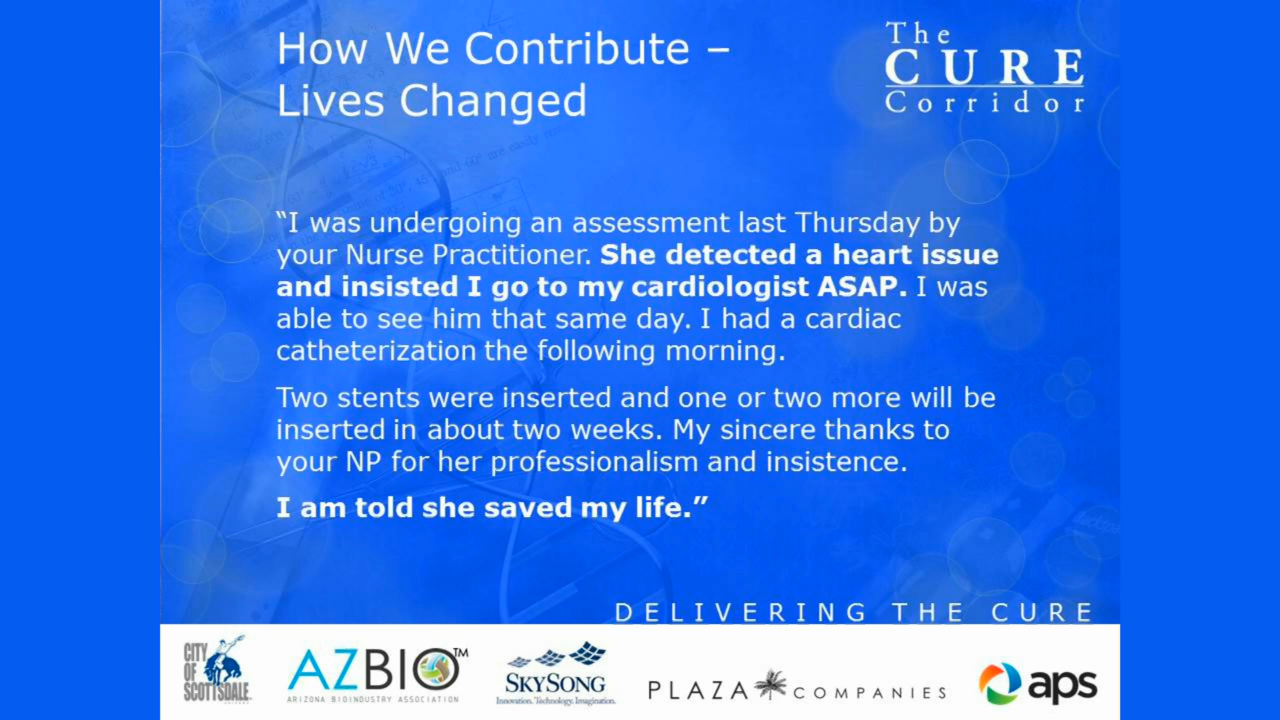 How We Contribute –
Lives Changed
The
CURE
Corridor
“I was undergoing an assessment last Thursday by
your Nurse Practitioner. She detected a heart issue
and insisted I go to my cardiologist ASAP. I was
able to see him that same day. I had a cardiac
catheterization the following morning.
Two stents were inserted and one or two more will be
inserted in about two weeks. My sincere thanks to
your NP for her professionalism and insistence.
I am told she saved my life.”
DELIVERING THE CURE
CITY
OF
SCOTTSDALE
AZBIO™
ARIZONA BIOINDUSTRY ASSOCIATION
SKYSONG
Innovation. Technology. Imagination.
PLAZA COMPANIES
aps